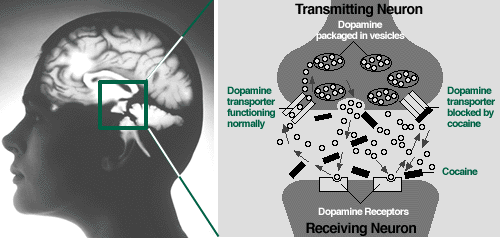 Transmitting Neuron
Dopamine
packaged in vesicles
Dopamine
transporter
functioning
normally
Dopamine
transporter
blocked by
cocaine
Cocaine
Dopamine Receptors
Receiving Neuron